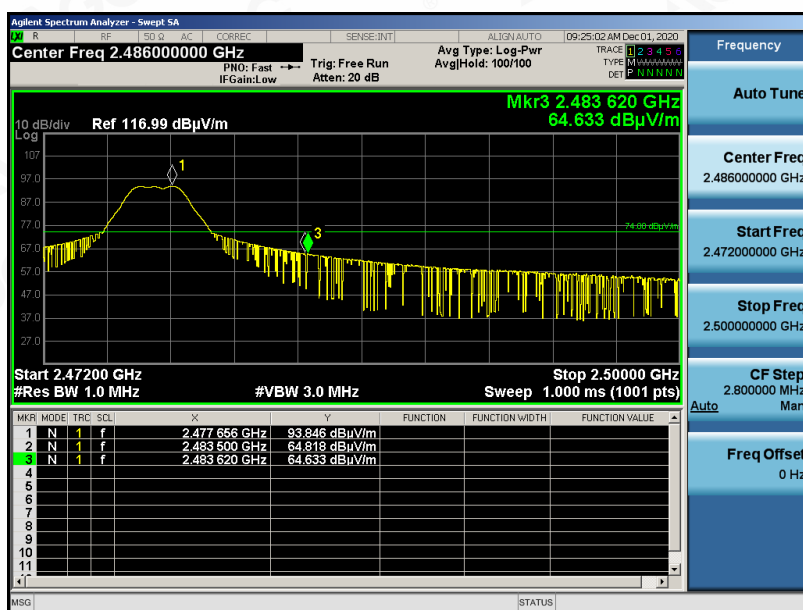 Agilent Spectrum Analyzer - Swept SA
LXI R RF 50 Ω AC CORREC SENSE:INT ALIGN AUTO 09:25:02 AM Dec 01, 2020
Center Freq 2.486000000 GHz
PNO: Fast
IFGain:Low
Trig: Free Run
Atten: 20 dB
Avg Type: Log-Pwr
Avg|Hold: 100/100
TRACE 1 2 3 4 5 6
TYPE M
DET P N N N N N
Mkr3 2.483 620 GHz
64.633 dBµV/m
10 dB/div Ref 116.99 dBµV/m
Log
107
97.0
87.0
77.0
67.0
57.0
47.0
37.0
27.0
1
3
74.00 dBµV/m
Start 2.47200 GHz Stop 2.50000 GHz
#Res BW 1.0 MHz #VBW 3.0 MHz Sweep 1.000 ms (1001 pts)
MKR MODE TRC SCL X Y FUNCTION FUNCTION WIDTH FUNCTION VALUE
1 N 1 f 2.477 656 GHz 93.846 dBµV/m
2 N 1 f 2.483 500 GHz 64.818 dBµV/m
3 N 1 f 2.483 620 GHz 64.633 dBµV/m
4
5
6
7
8
9
10
11
MSG STATUS
Frequency
Auto Tune
Center Freq
2.486000000 GHz
Start Freq
2.472000000 GHz
Stop Freq
2.500000000 GHz
CF Step
2.800000 MHz
Auto Man
Freq Offset
0 Hz